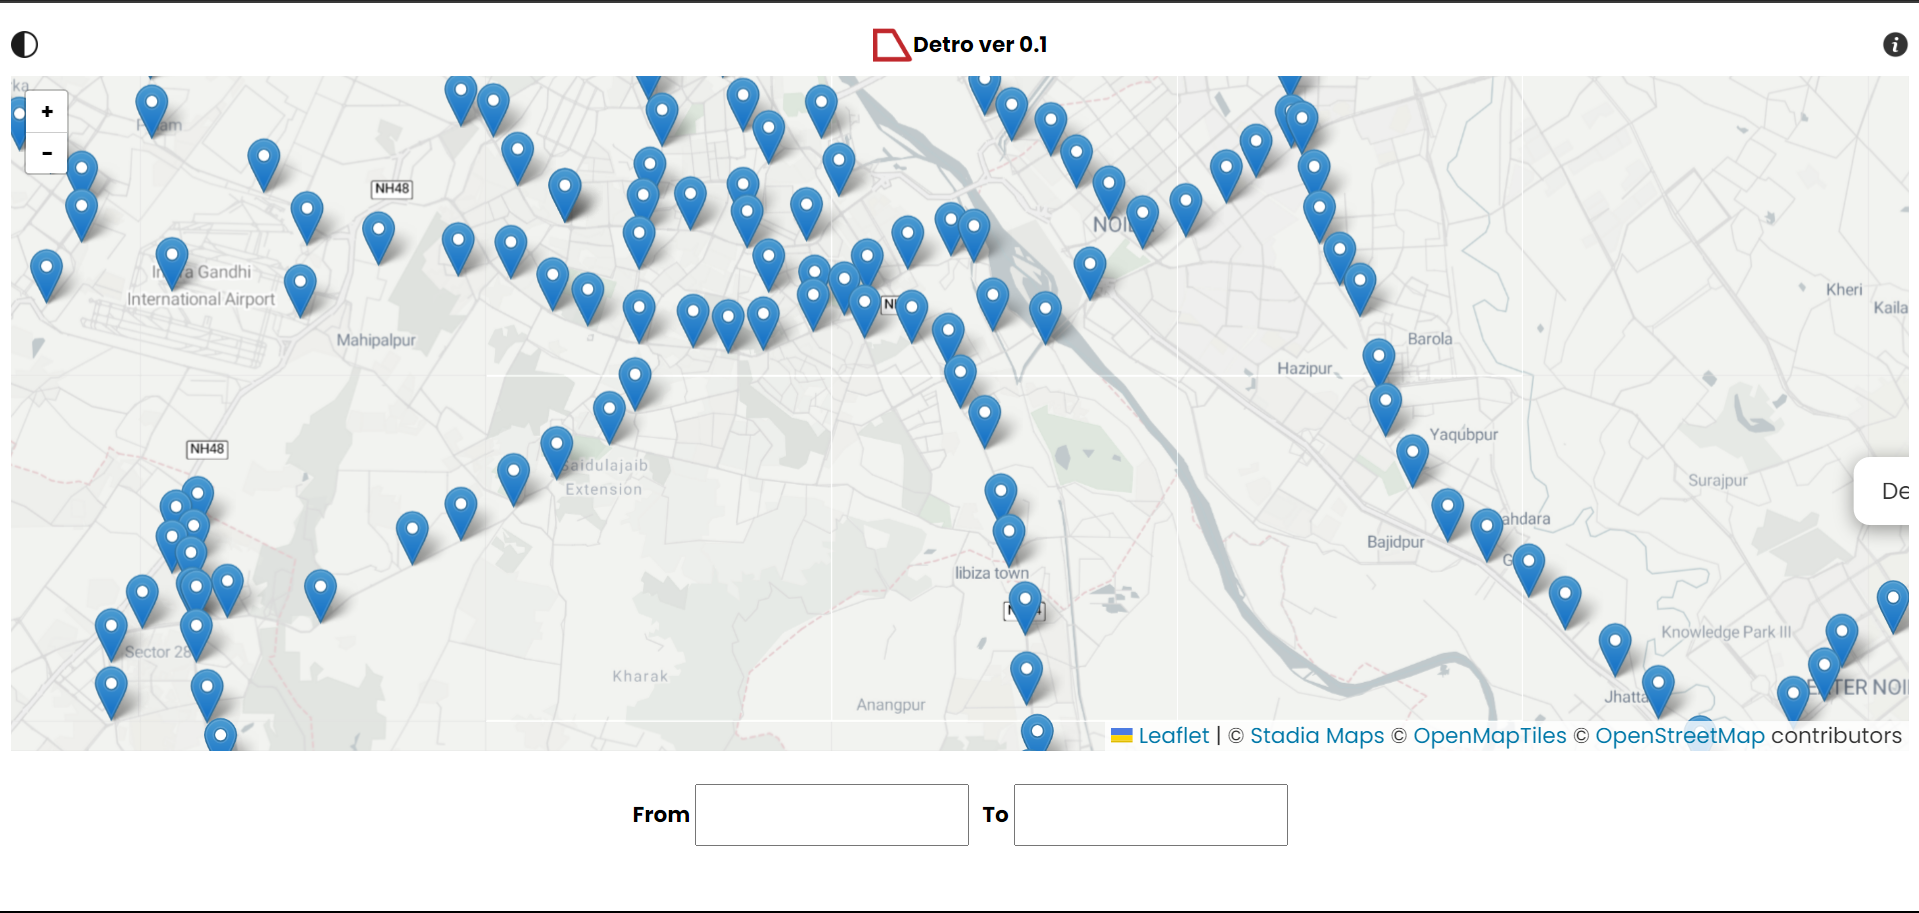 Detro ver 0.1
i
ka
+
-
NH48
NOI
Gandhi
International Airport
Mahipalpur
Kheri
Kaila
Barola
Hazipur
NH48
Yaqubpur
Saidulajaib
Extension
Surajpur
De
ahdara
Bajidpur
libiza town
Knowledge Park III
Sector 28
Kharak
Anangpur
Jhatta
TER NOI
Leaflet | © Stadia Maps © OpenMapTiles © OpenStreetMap contributors
From
To